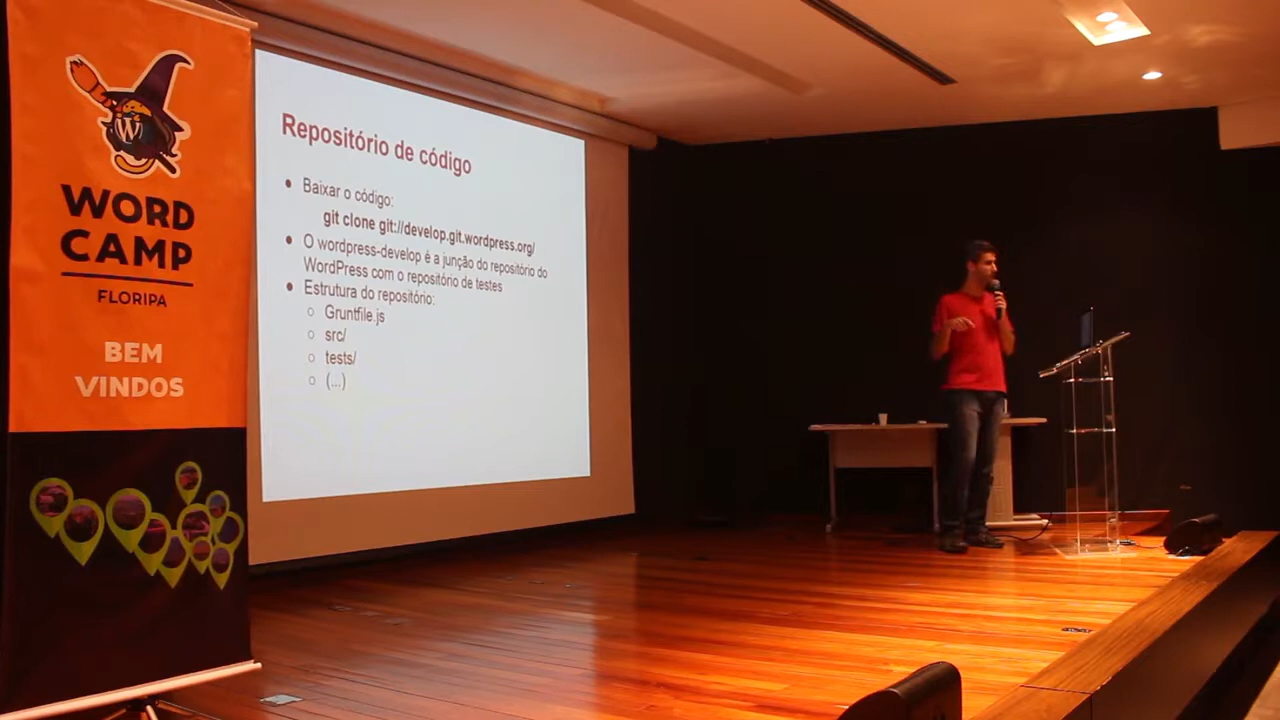 WORD
CAMP
FLORIPA
BEM
VINDOS
W
Repositório de código
● Baixar o código:
git clone git://develop.git.wordpress.org/
● O wordpress-develop é a junção do repositório do
WordPress com o repositório de testes
● Estrutura do repositório:
○ Gruntfile.js
○ src/
○ tests/
○ (...)